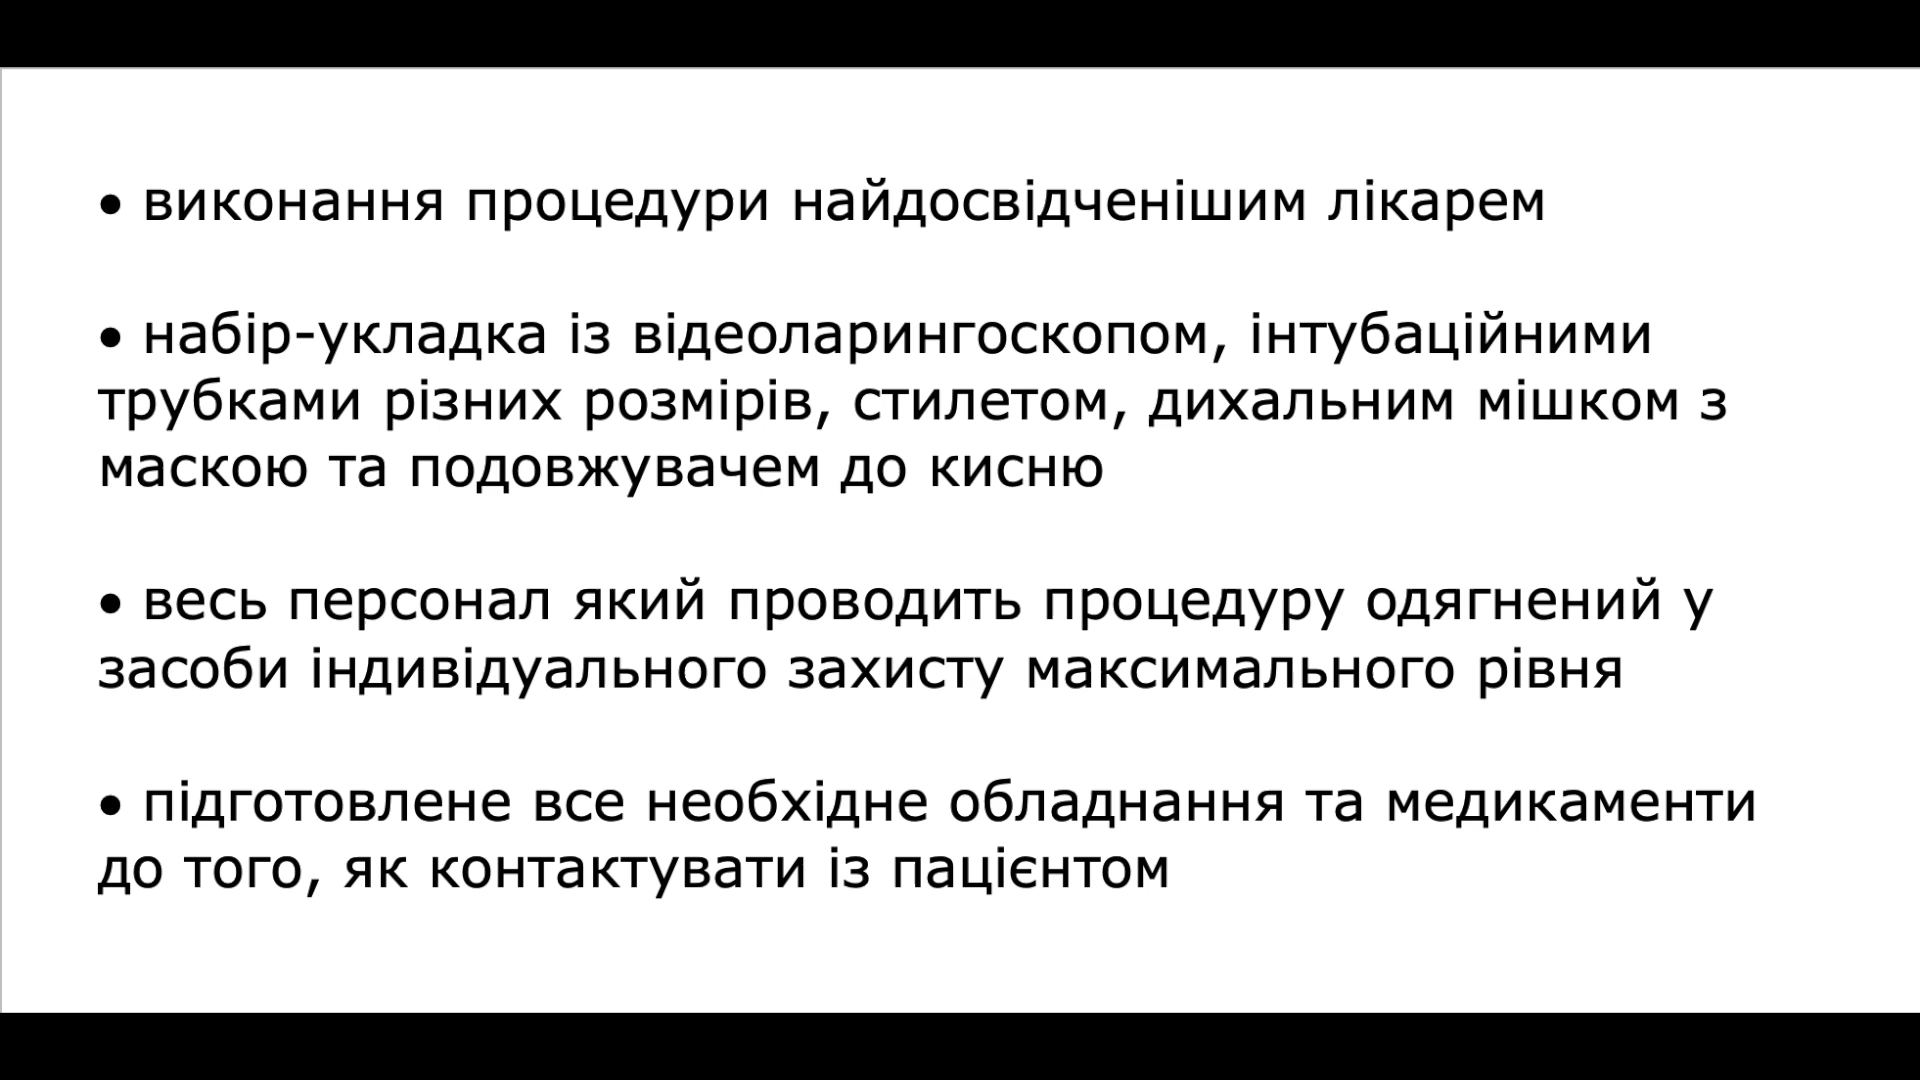 • виконання процедури найдосвідченішим лікарем
• набір-укладка із відеоларингоскопом, інтубаційними
трубками різних розмірів, стилетом, дихальним мішком з
маскою та подовжувачем до кисню
• весь персонал який проводить процедуру одягнений у
засоби індивідуального захисту максимального рівня
• підготовлене все необхідне обладнання та медикаменти
до того, як контактувати із пацієнтом